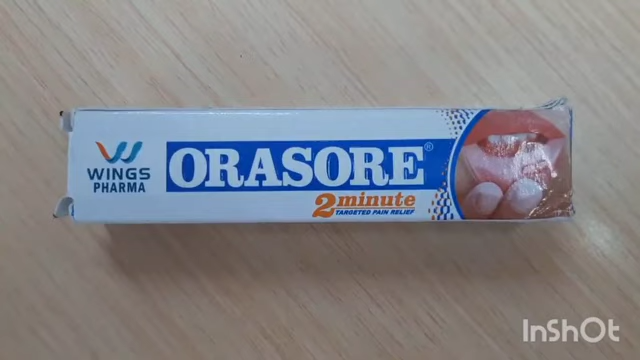 WINGS
PHARMA
ORASORE®
2 minute
TARGETED PAIN RELIEF
InShOt